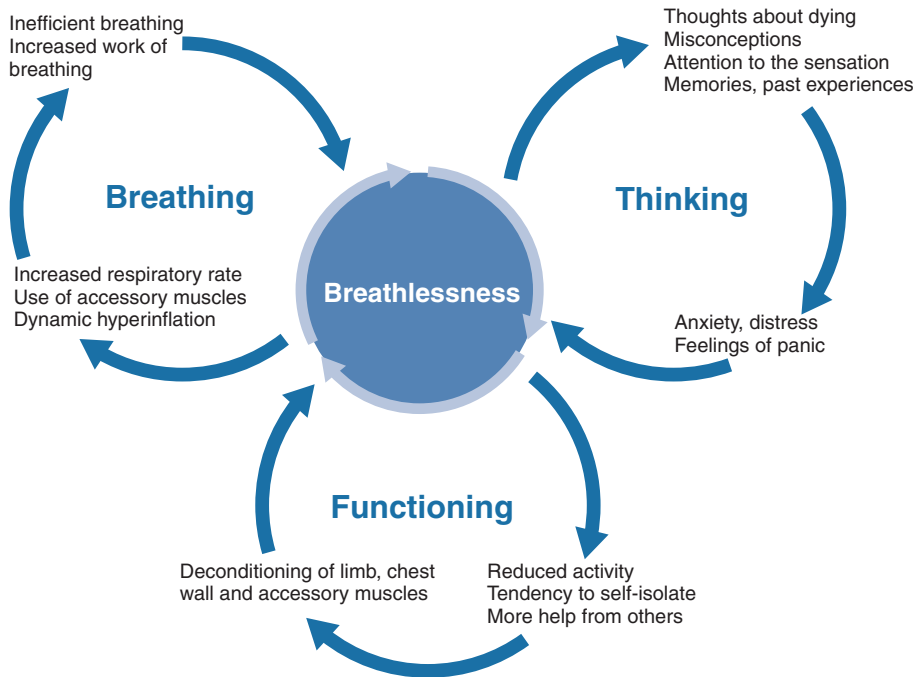 Inefficient breathing
Increased work of
breathing
Thoughts about dying
Misconceptions
Attention to the sensation
Memories, past experiences
Breathing
Thinking
Increased respiratory rate
Use of accessory muscles
Dynamic hyperinflation
Breathlessness
Anxiety, distress
Feelings of panic
Functioning
Deconditioning of limb, chest
wall and accessory muscles
Reduced activity
Tendency to self-isolate
More help from others